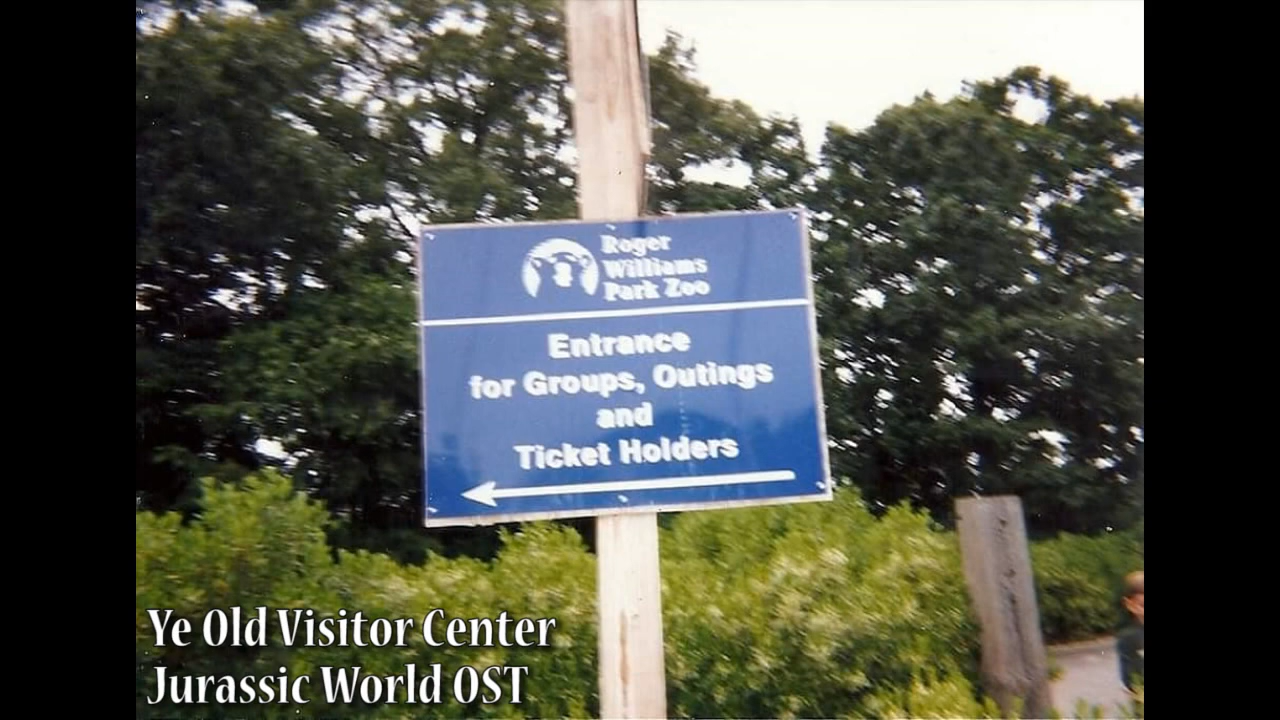 Roger
Williams
Park Zoo
Entrance
for Groups, Outings
and
Ticket Holders
Ye Old Visitor Center
Jurassic World OST